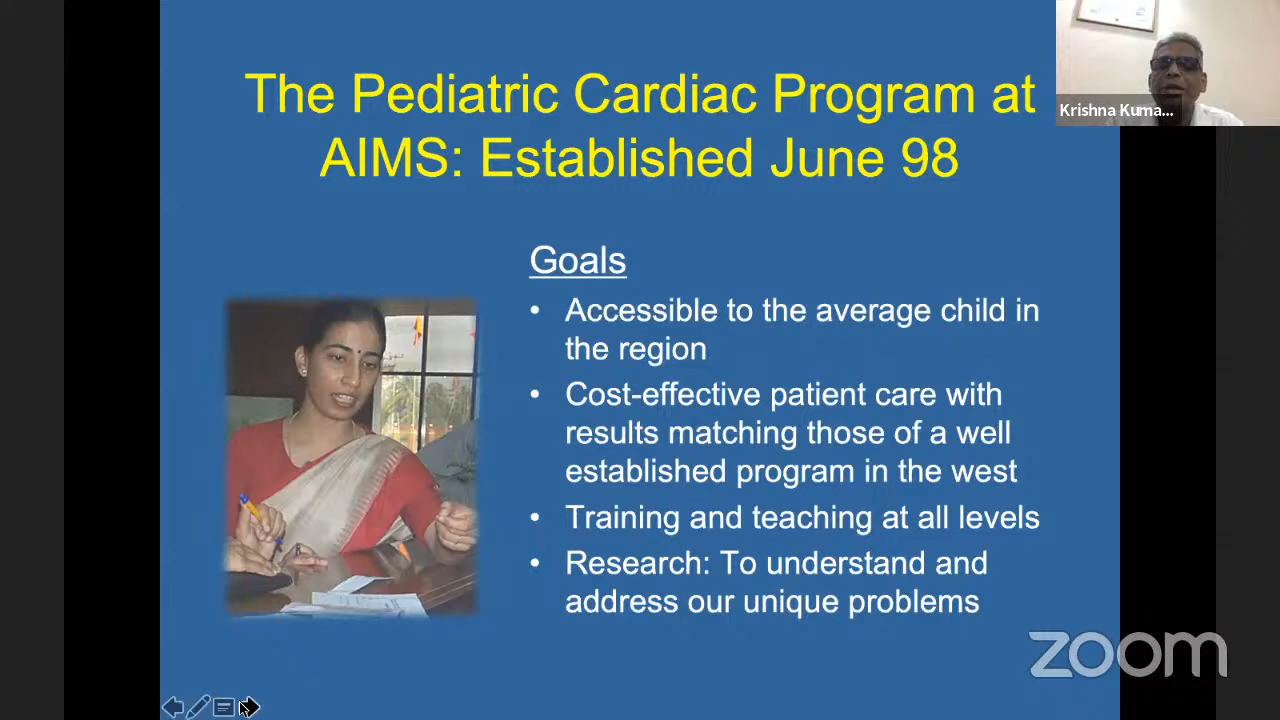 The Pediatric Cardiac Program at
AIMS: Established June 98
Krishna Kuma...
Goals
• Accessible to the average child in
the region
• Cost-effective patient care with
results matching those of a well
established program in the west
• Training and teaching at all levels
• Research: To understand and
address our unique problems
zoom